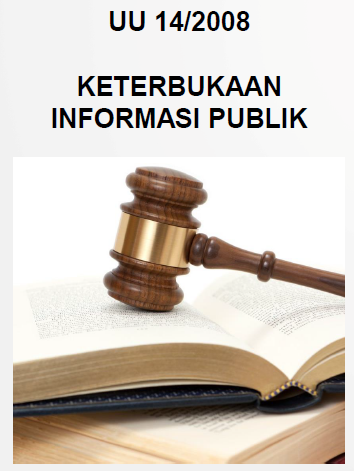 UU 14/2008
KETERBUKAAN
INFORMASI PUBLIK